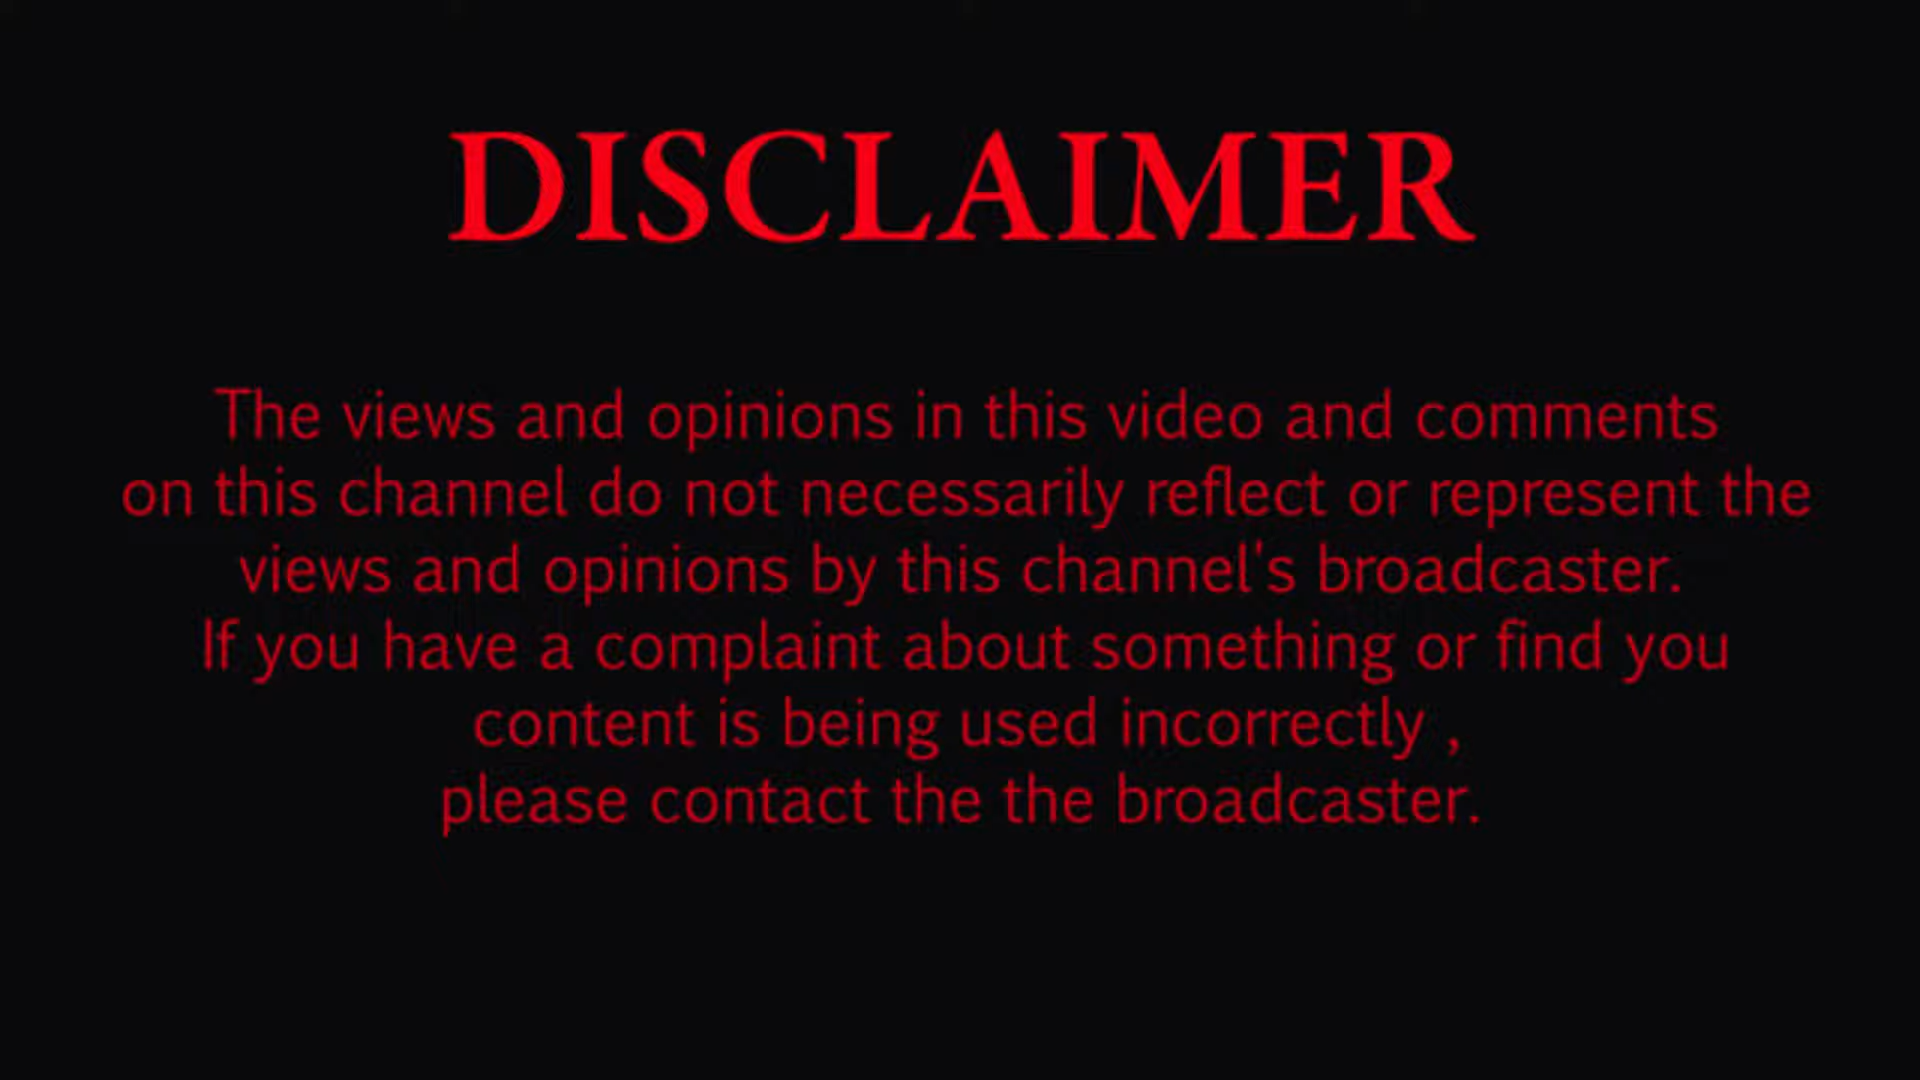 DISCLAIMER
The views and opinions in this video and comments
on this channel do not necessarily reflect or represent the
views and opinions by this channel's broadcaster.
If you have a complaint about something or find you
content is being used incorrectly ,
please contact the the broadcaster.